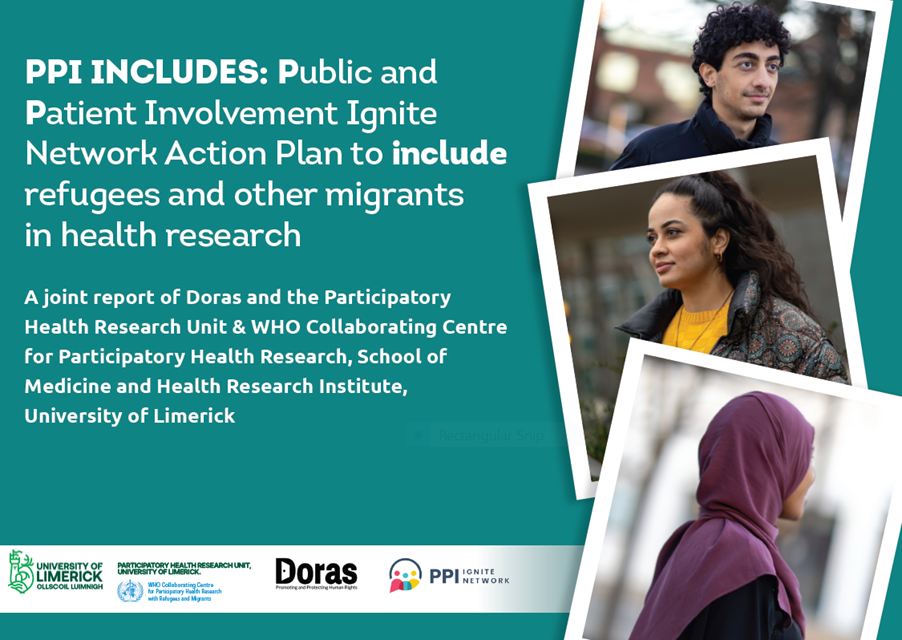 PPI INCLUDES: Public and
Patient Involvement Ignite
Network Action Plan to include
refugees and other migrants
in health research
A joint report of Doras and the Participatory
Health Research Unit & WHO Collaborating Centre
for Participatory Health Research, School of
Medicine and Health Research Institute,
University of Limerick
Rectangular Snip
UNIVERSITY OF
LIMERICK
OLLSCOIL LUIMNIGH
PARTICIPATORY HEALTH RESEARCH UNIT,
UNIVERSITY OF LIMERICK.
WHO Collaborating Centre
for Participatory Health Research
with Refugees and Migrants
Doras
Promoting and Protecting Human Rights
PPI IGNITE
NETWORK